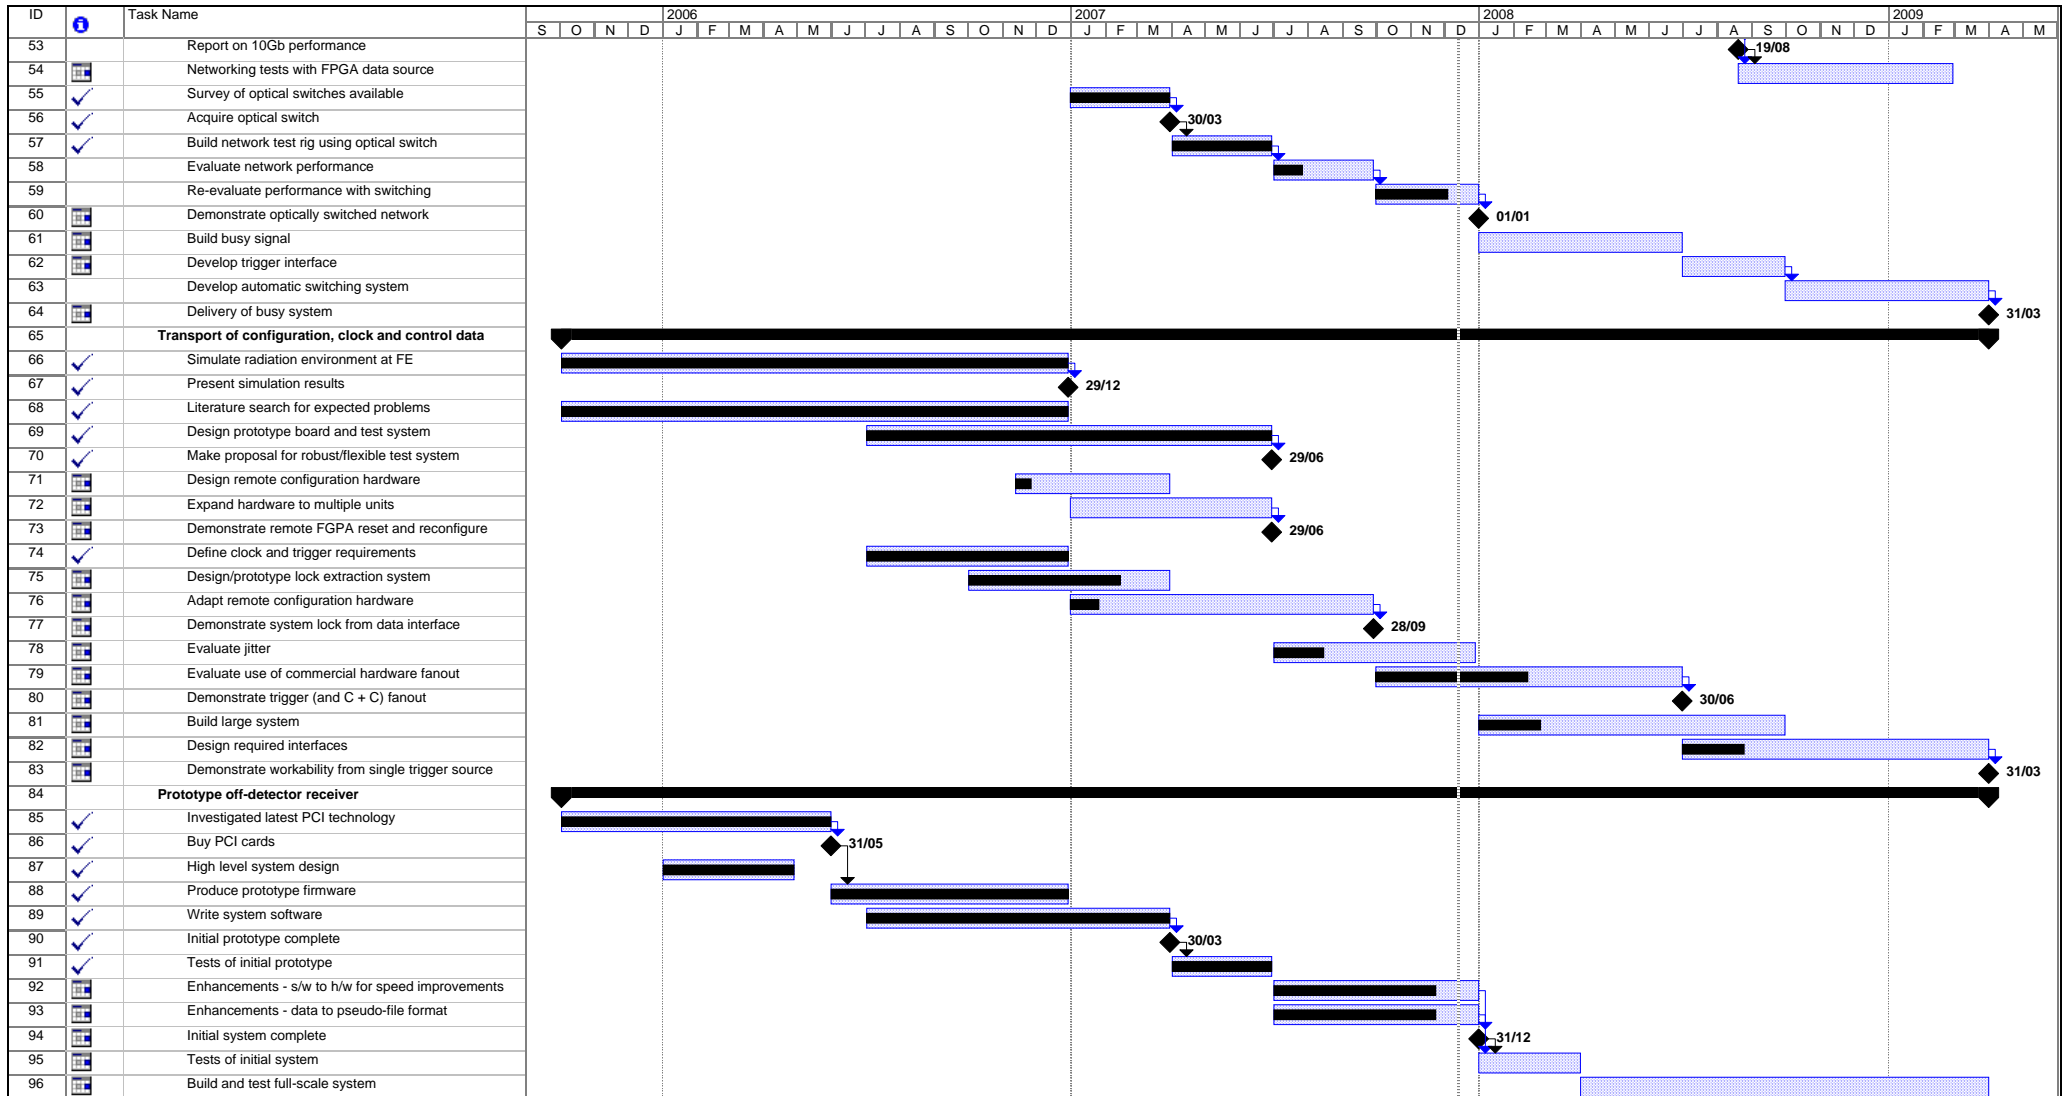 ID Task Name 2006 2007 2008 2009
S O N D J F M A M J J A S O N D J F M A M J J A S O N D J F M A M J J A S O N D J F M A M
53 Report on 10Gb performance 19/08
54 Networking tests with FPGA data source
55 Survey of optical switches available
56 Acquire optical switch 30/03
57 Build network test rig using optical switch
58 Evaluate network performance
59 Re-evaluate performance with switching
60 Demonstrate optically switched network 01/01
61 Build busy signal
62 Develop trigger interface
63 Develop automatic switching system
64 Delivery of busy system 31/03
65 Transport of configuration, clock and control data
66 Simulate radiation environment at FE
67 Present simulation results 29/12
68 Literature search for expected problems
69 Design prototype board and test system
70 Make proposal for robust/flexible test system 29/06
71 Design remote configuration hardware
72 Expand hardware to multiple units
73 Demonstrate remote FGPA reset and reconfigure 29/06
74 Define clock and trigger requirements
75 Design/prototype lock extraction system
76 Adapt remote configuration hardware
77 Demonstrate system lock from data interface 28/09
78 Evaluate jitter
79 Evaluate use of commercial hardware fanout
80 Demonstrate trigger (and C + C) fanout 30/06
81 Build large system
82 Design required interfaces
83 Demonstrate workability from single trigger source 31/03
84 Prototype off-detector receiver
85 Investigated latest PCI technology
86 Buy PCI cards 31/05
87 High level system design
88 Produce prototype firmware
89 Write system software
90 Initial prototype complete 30/03
91 Tests of initial prototype
92 Enhancements - s/w to h/w for speed improvements
93 Enhancements - data to pseudo-file format
94 Initial system complete 31/12
95 Tests of initial system
96 Build and test full-scale system